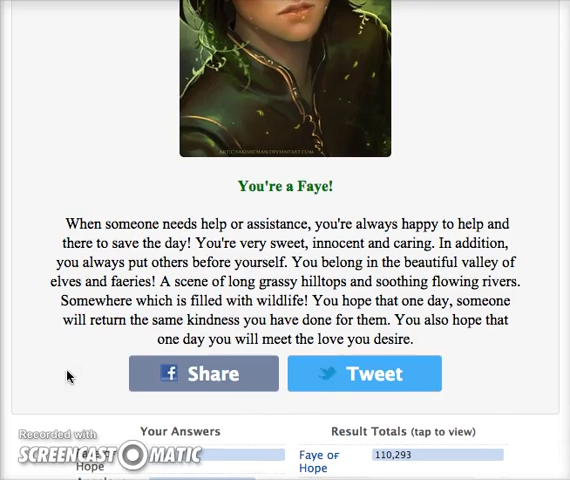 You're a Faye!
When someone needs help or assistance, you're always happy to help and
there to save the day! You're very sweet, innocent and caring. In addition,
you always put others before yourself. You belong in the beautiful valley of
elves and faeries! A scene of long grassy hilltops and soothing flowing rivers.
Somewhere which is filled with wildlife! You hope that one day, someone
will return the same kindness you have done for them. You also hope that
one day you will meet the love you desire.
Share
Tweet
Your Answers
Result Totals (tap to view)
Recorded with
SCREENCAST-O-MATIC
Hope
Faye of
Hope
110,293